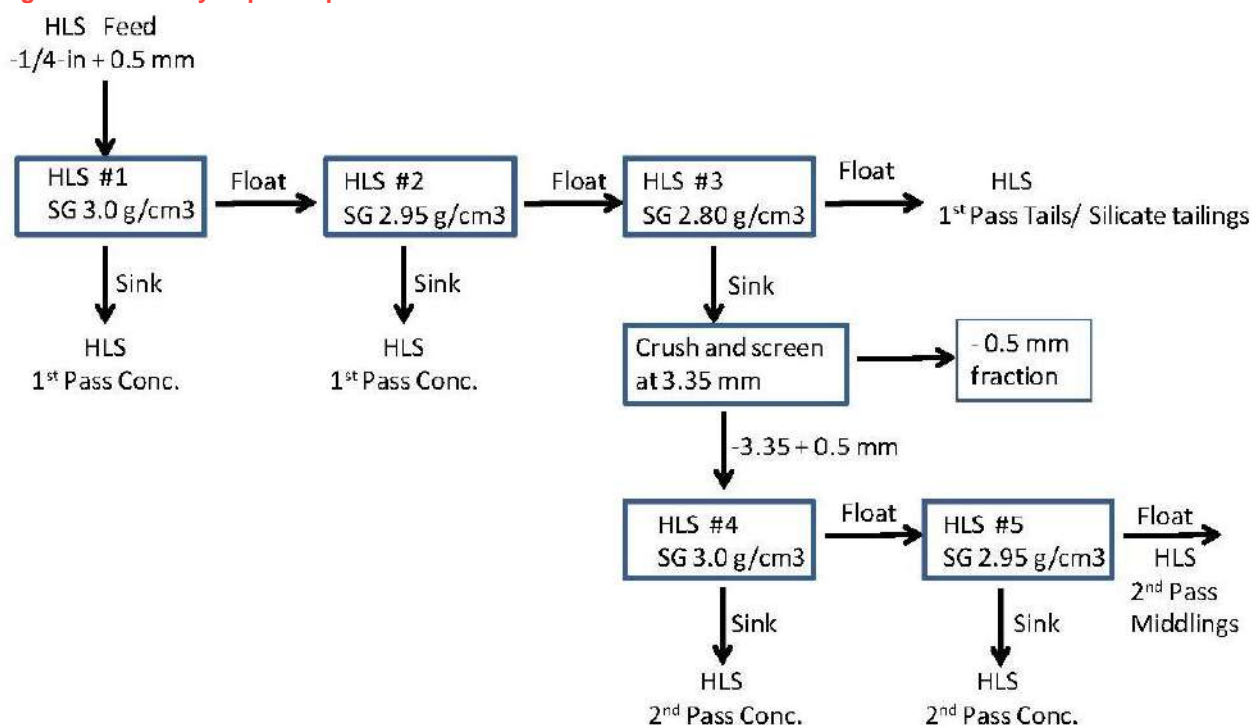 HLS Feed
-1/4-in + 0.5 mm
HLS #1
SG 3.0 g/cm3
Float
HLS #2
SG 2.95 g/cm3
Float
HLS #3
SG 2.80 g/cm3
Float
HLS
1st Pass Tails/ Silicate tailings
Sink
HLS
1st Pass Conc.
Sink
HLS
1st Pass Conc.
Sink
Crush and screen
at 3.35 mm
- 0.5 mm
fraction
-3.35 + 0.5 mm
HLS #4
SG 3.0 g/cm3
Float
HLS #5
SG 2.95 g/cm3
Float
HLS
2nd Pass
Middlings
Sink
HLS
2nd Pass Conc.
Sink
HLS
2nd Pass Conc.